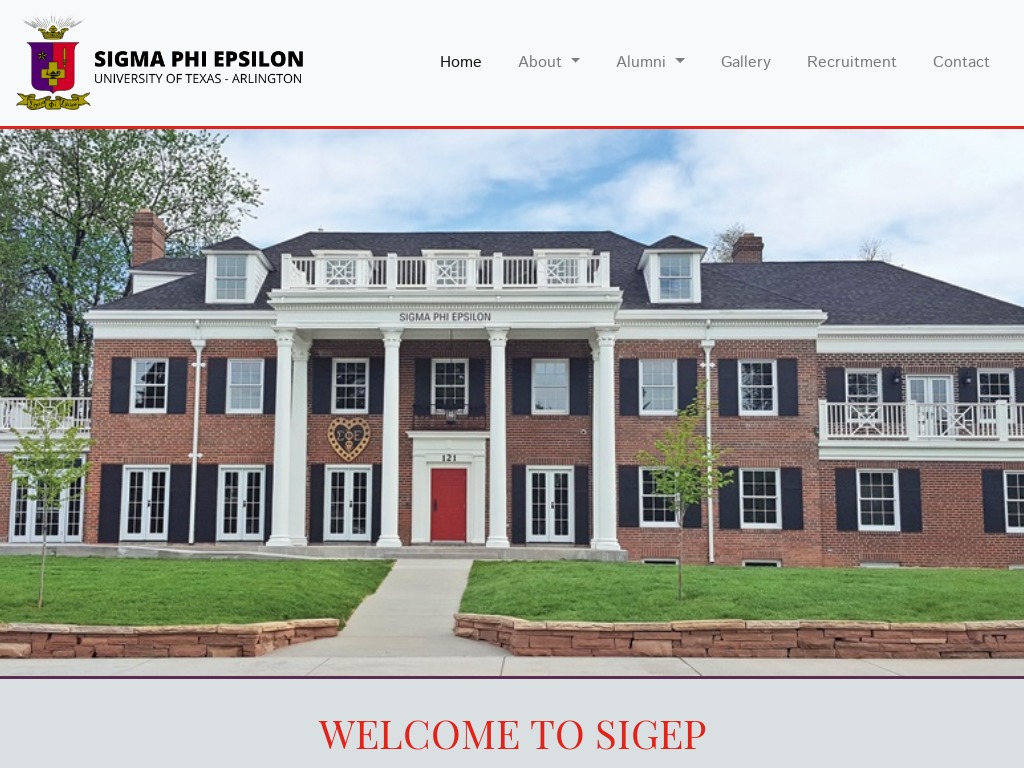 SIGMA PHI EPSILON
UNIVERSITY OF TEXAS - ARLINGTON
Home
About
Alumni
Gallery
Recruitment
Contact
SIGMA PHI EPSILON
ΣΦΕ
121
WELCOME TO SIGEP